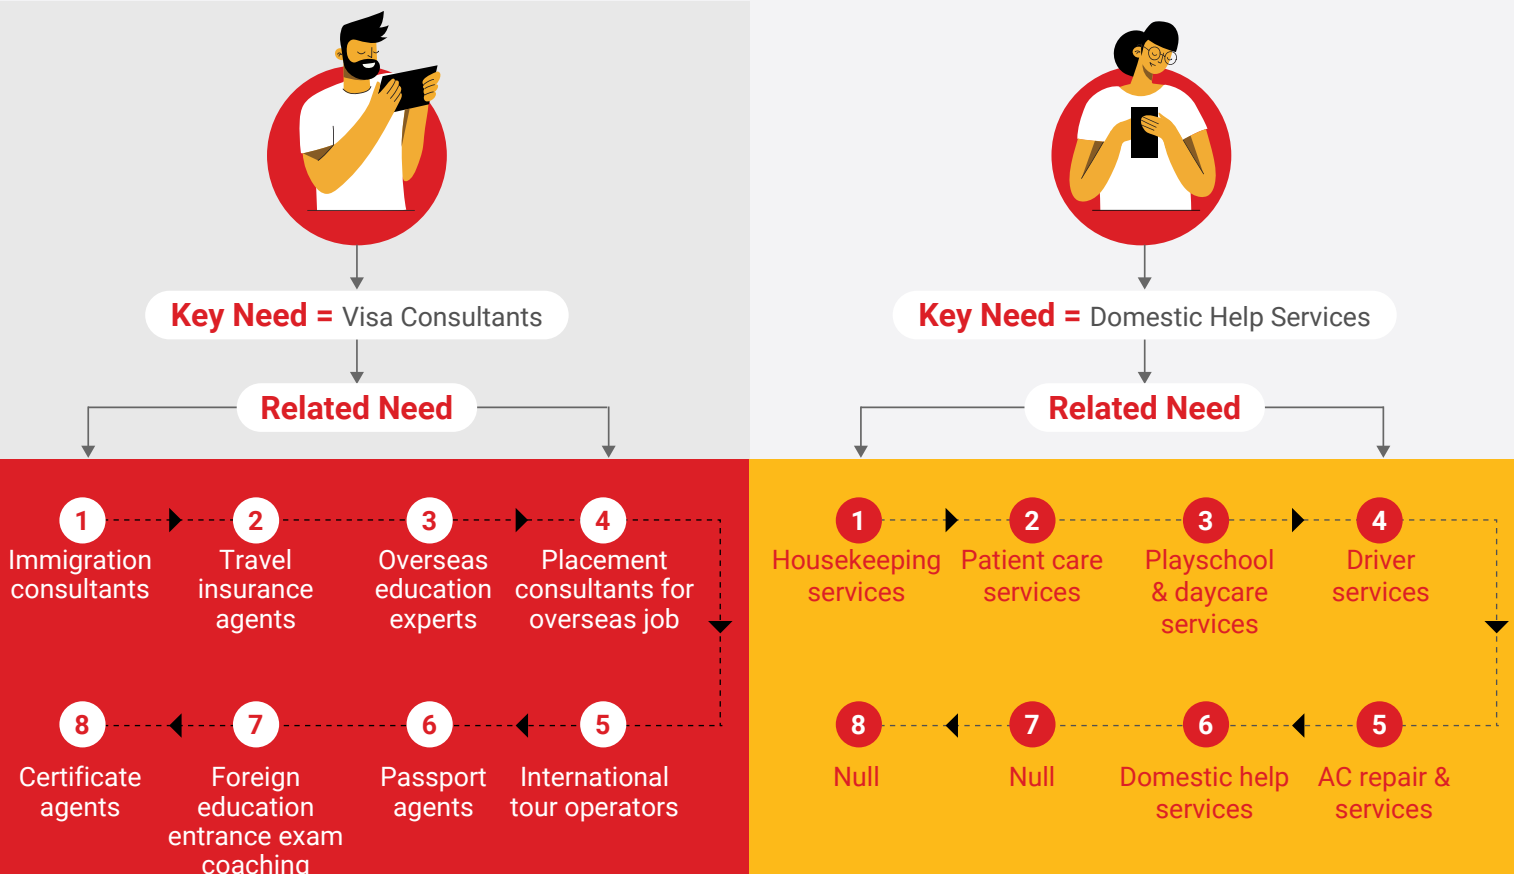 Key Need = Visa Consultants
Related Need
1
Immigration
consultants
2
Travel
insurance
agents
3
Overseas
education
experts
4
Placement
consultants for
overseas job
5
International
tour operators
6
Passport
agents
7
Foreign
education
entrance exam
coaching
8
Certificate
agents
Key Need = Domestic Help Services
Related Need
1
Housekeeping
services
2
Patient care
services
3
Playschool
& daycare
services
4
Driver
services
5
AC repair &
services
6
Domestic help
services
7
Null
8
Null